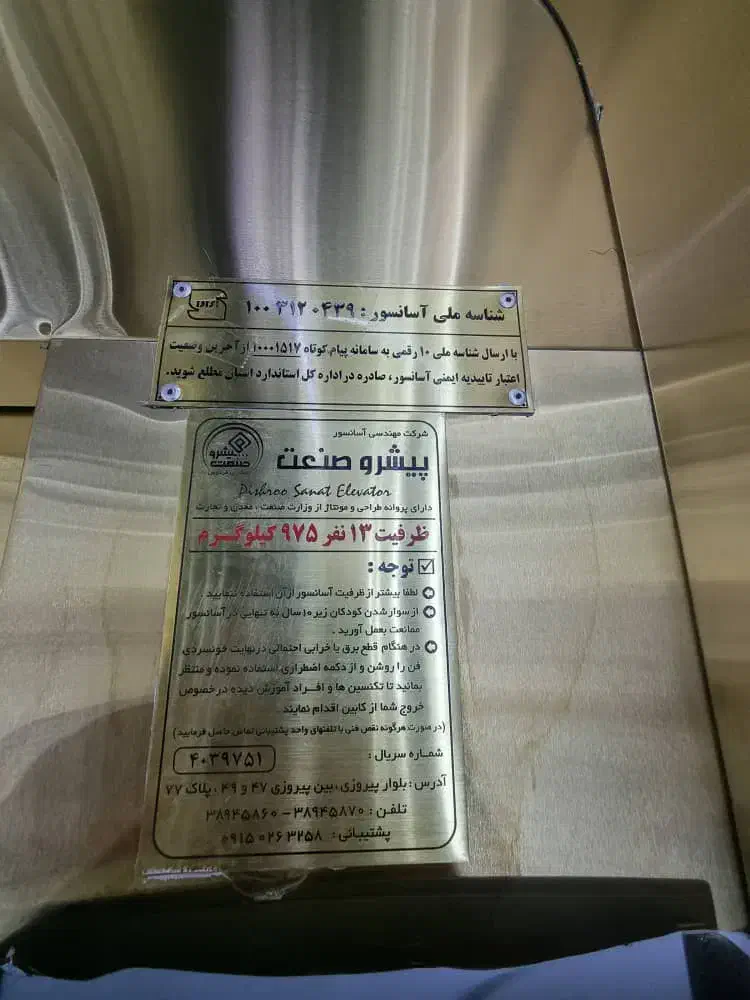 شناسه ملی آسانسور : ۱۰۰۳۱۲۰۴۳۹
با ارسال شناسه ملی ۱۰ رقمی به سامانه پیام کوتاه ۱۰۰۰۱۵۱۷ از آخرین وضعیت
اعتبار تاییدیه ایمنی آسانسور، صادره در اداره کل استاندارد استان مطلع شوید.
شرکت مهندسی آسانسور
پیشرو صنعت
پیشرو
صنعت
Pishroo Sanat Elevator
دارای پروانه طراحی و مونتاژ از وزارت صنعت ، معدن و تجارت
ظرفیت ۱۳ نفر ۹۷۵ کیلوگرم
توجه :
لطفا بیشتر از ظرفیت آسانسور از آن استفاده ننمایید .
از سوار شدن کودکان زیر ۱۰ سال به تنهایی در آسانسور
ممانعت بعمل آورید .
در هنگام قطع برق یا خرابی احتمالی در نهایت خونسردی
فن را روشن و از دکمه اضطراری استفاده نموده و منتظر
بمانید تا تکنسین ها و افراد آموزش دیده در خصوص
خروج شما از کابین اقدام نمایند .
(در صورت هرگونه نقص فنی با تلفنهای واحد پشتیبانی تماس حاصل فرمایید)
شماره سریال : ۴۰۳۹۷۵۱
آدرس : بلوار پیروزی ، بین پیروزی ۴۷ و ۴۹ ، پلاک ۷۷
تلفن : ۳۸۹۴۵۸۷۰ – ۳۸۹۴۵۸۶۰
پشتیبانی : ۰۹۱۵۰۲۶۳۲۵۸